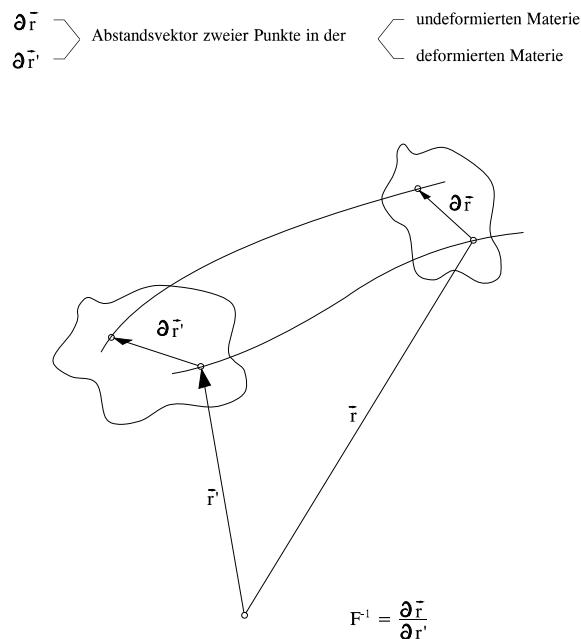 ∂r⃗ undeformierten Materie
Abstandsvektor zweier Punkte in der
∂r⃗' deformierten Materie
∂r⃗
∂r⃗'
r⃗
r⃗'
F⁻¹ = ∂r⃗ / ∂r⃗'